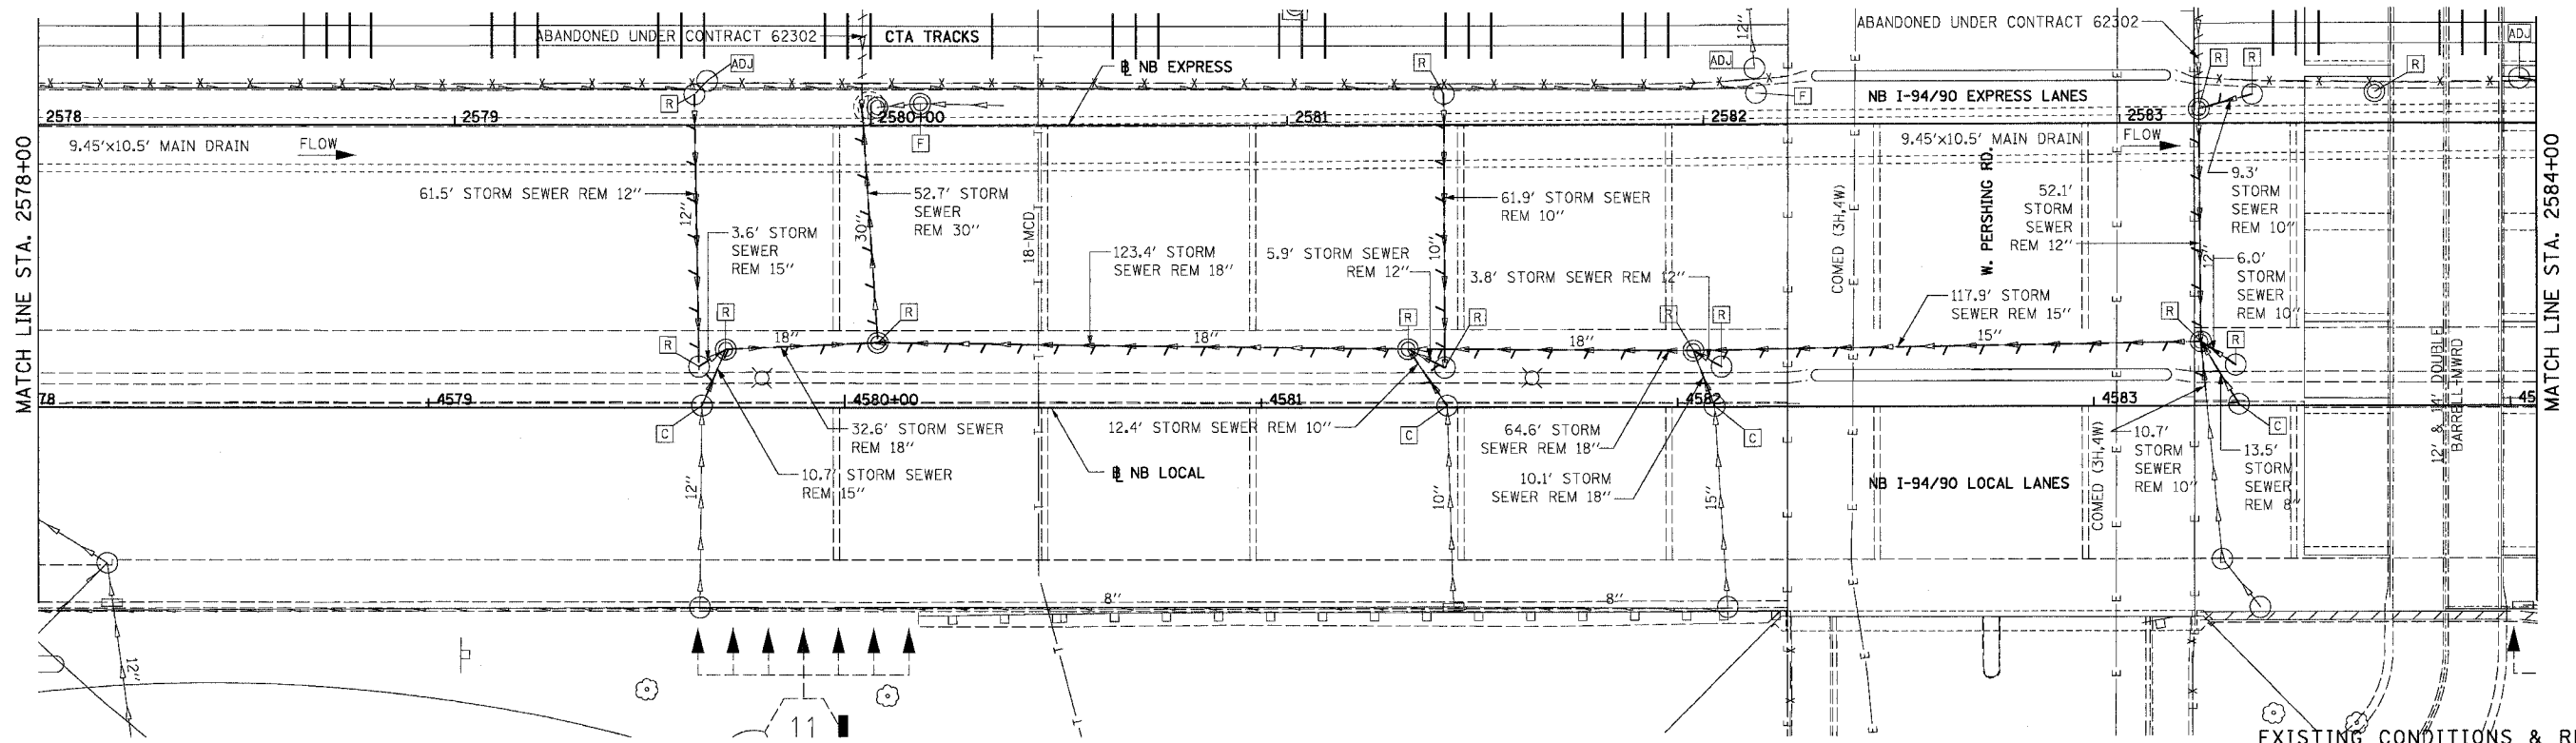 ABANDONED UNDER CONTRACT 62302
CTA TRACKS
12"
ABANDONED UNDER CONTRACT 62302
ADJ
ADJ
ADJ
R
R
R
R
R
℄ NB EXPRESS
F
F
NB I-94/90 EXPRESS LANES
2578
2579
2580+00
2581
2582
2583
MATCH LINE STA. 2578+00
MATCH LINE STA. 2584+00
9.45'x10.5' MAIN DRAIN
FLOW
9.45'x10.5' MAIN DRAIN
FLOW
61.5' STORM SEWER REM 12"
12"
3.6' STORM
SEWER
REM 15"
30"
52.7' STORM
SEWER
REM 30"
18-MCD
123.4' STORM
SEWER REM 18"
5.9' STORM SEWER
REM 12"
10"
61.9' STORM SEWER
REM 10"
3.8' STORM SEWER REM 12"
COMED (3H,4W)
W. PERSHING RD.
117.9' STORM
SEWER REM 15"
52.1'
STORM
SEWER
REM 12"
12"
9.3'
STORM
SEWER
REM 10"
6.0'
STORM
SEWER
REM 10"
R
R
R
R
R
R
R
R
R
18"
18"
18"
15"
78
4579
4580+00
4581
4582
4583
45
C
C
C
C
12"
32.6' STORM SEWER
REM 18"
10.7' STORM SEWER
REM 15"
℄ NB LOCAL
12.4' STORM SEWER REM 10"
10"
64.6' STORM
SEWER REM 18"
10.1' STORM
SEWER REM 18"
15"
NB I-94/90 LOCAL LANES
COMED (3H,4W)
10.7'
STORM
SEWER
REM 10"
13.5'
STORM
SEWER
REM 8"
12' & 14' DOUBLE
BARRELL-MWRD
8"
8"
12"
11
EXISTING CONDITIONS & R